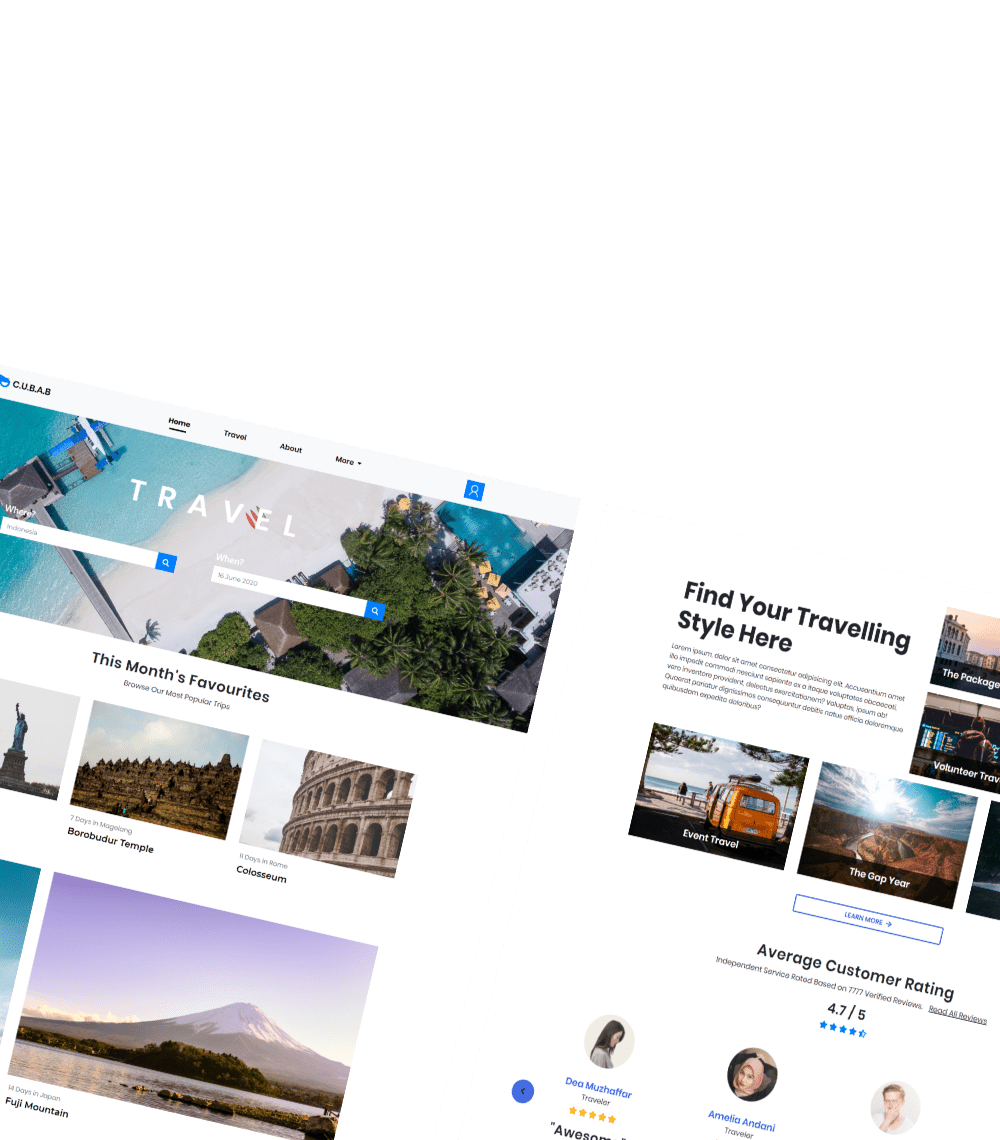 C.U.B.A.B
Home
Travel
About
More
TRAVEL
Where?
Indonesia
When?
16 June 2020
This Month's Favourites
Browse Our Most Popular Trips
7 Days in Magelang
Borobudur Temple
11 Days in Rome
Colosseum
14 Days in Japan
Fuji Mountain
Find Your Travelling
Style Here
Lorem ipsum, dolor sit amet consectetur adipisicing elit. Accusantium amet
illo impedit commodi nesciunt sapiente ex a itaque voluptates obcaecati,
vero inventore provident, delectus exercitationem? Voluptas, ipsum ab!
Quaerat pariatur dignissimos consequuntur debitis natus officia doloremque
quibusdam expedita doloribus?
The Package
Volunteer Trav
Event Travel
The Gap Year
LEARN MORE
Average Customer Rating
Independent Service Rated Based on 7777 Verified Reviews. Read All Reviews
4.7 / 5
Dea Muzhaffar
Traveler
"Awesome"
Amelia Andani
Traveler